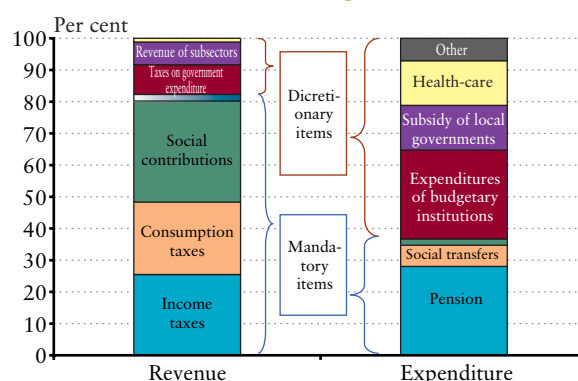 Per cent
100
90
80
70
60
50
40
30
20
10
0
Revenue of subsectors
Taxes on government
expenditure
Social
contributions
Consumption
taxes
Income
taxes
Dicreti-
onary
items
Manda-
tory
items
Other
Health-care
Subsidy of local
governments
Expenditures
of budgetary
institutions
Social transfers
Pension
Revenue
Expenditure